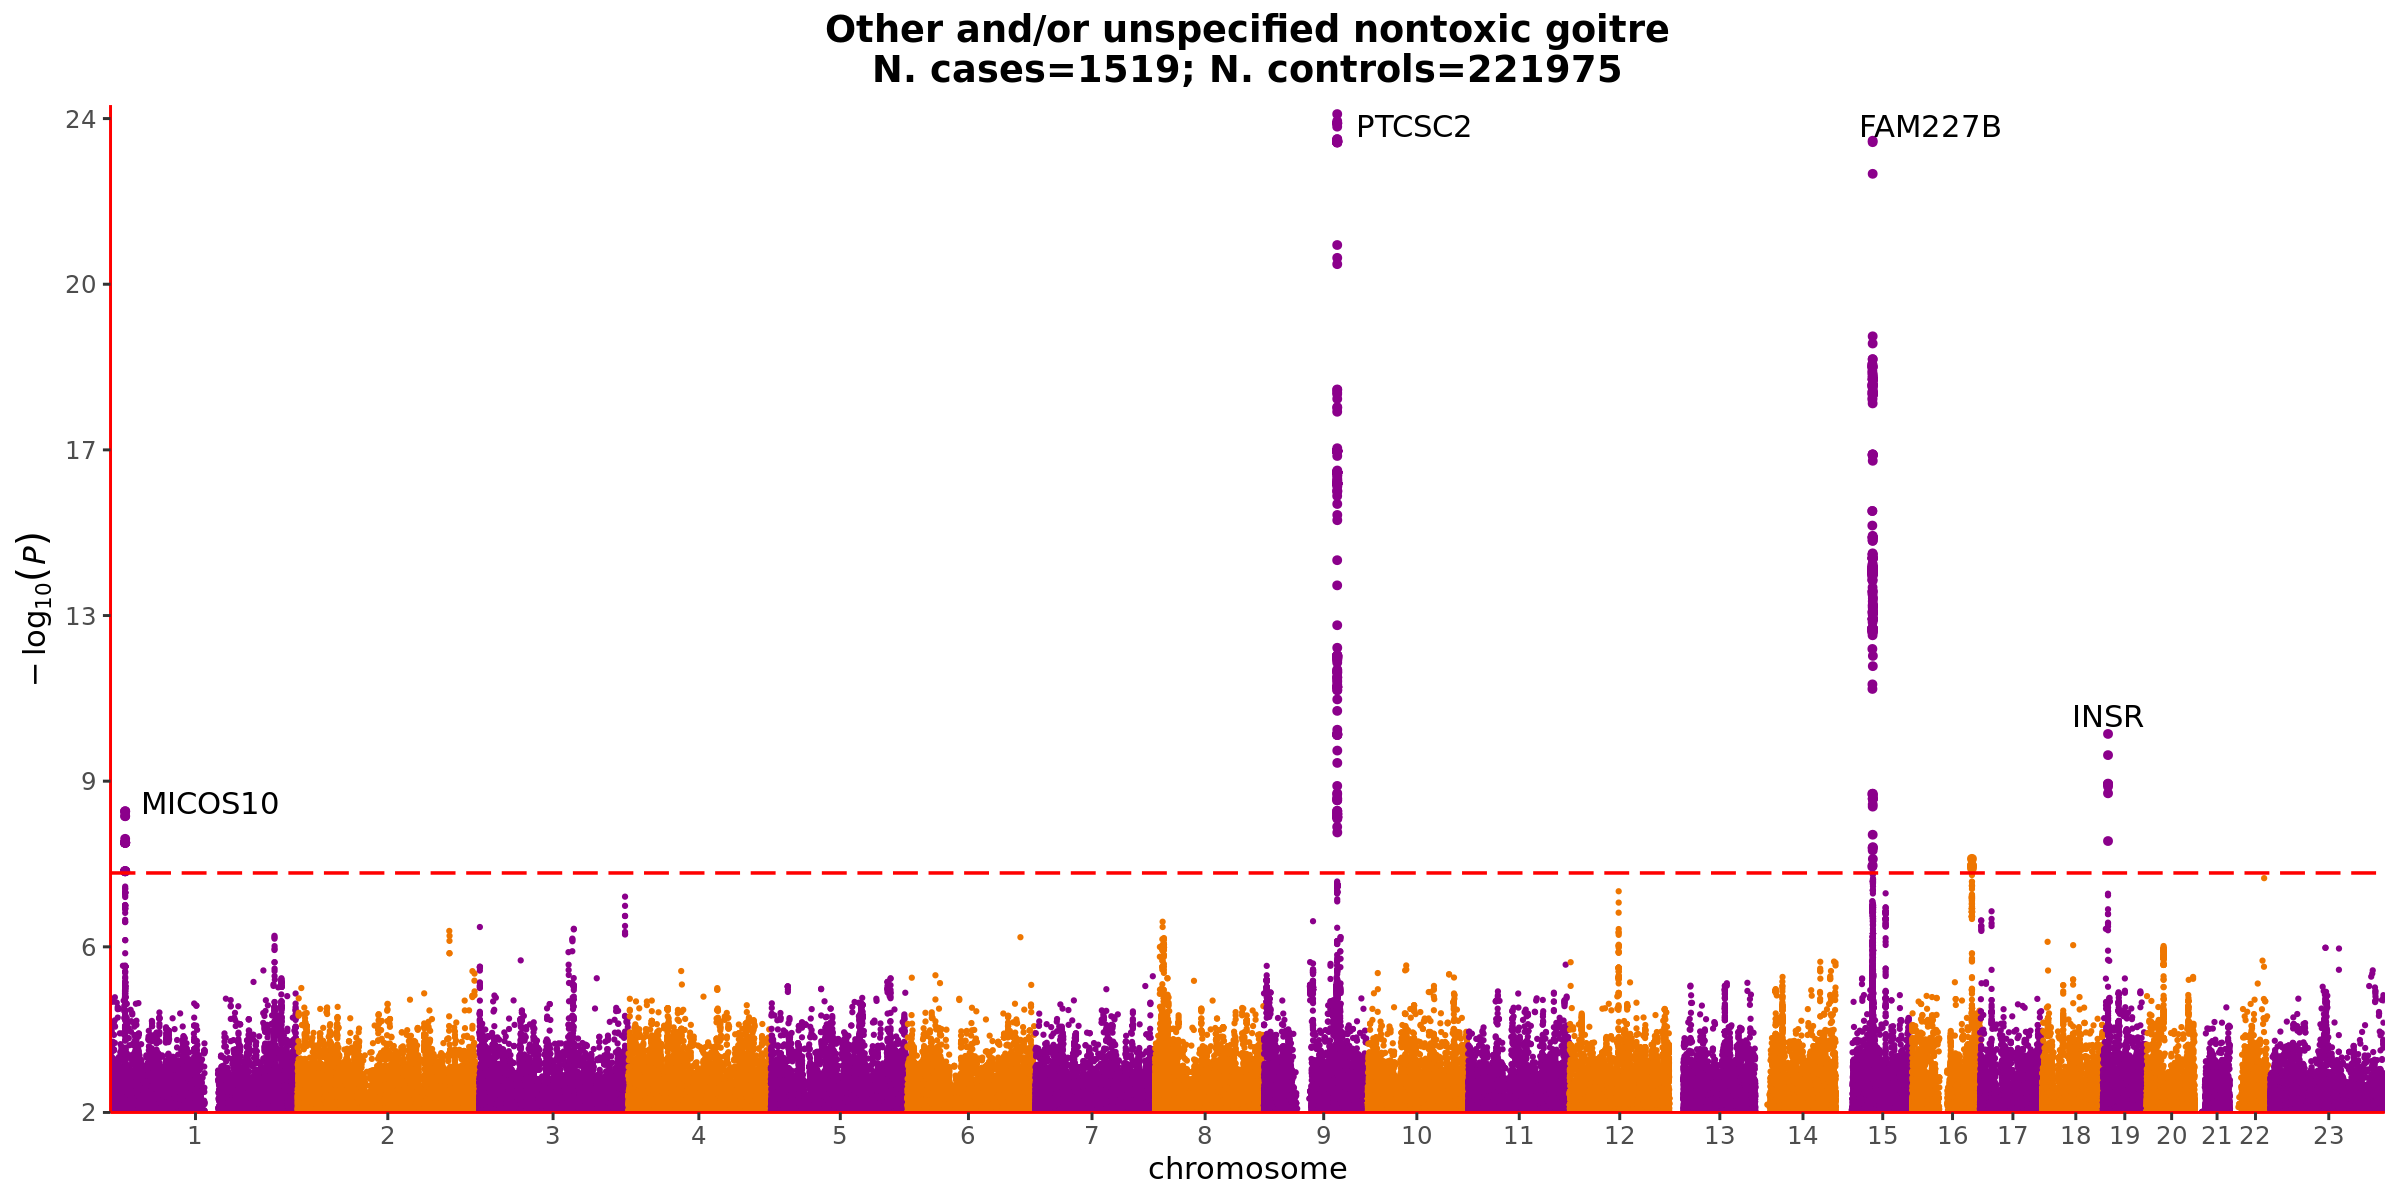 Other and/or unspecified nontoxic goitre
N. cases=1519; N. controls=221975
24
20
17
13
9
6
2
− log10(P)
PTCSC2
FAM227B
INSR
MICOS10
1 2 3 4 5 6 7 8 9 10 11 12 13 14 15 16 17 18 19 20 21 22 23
chromosome